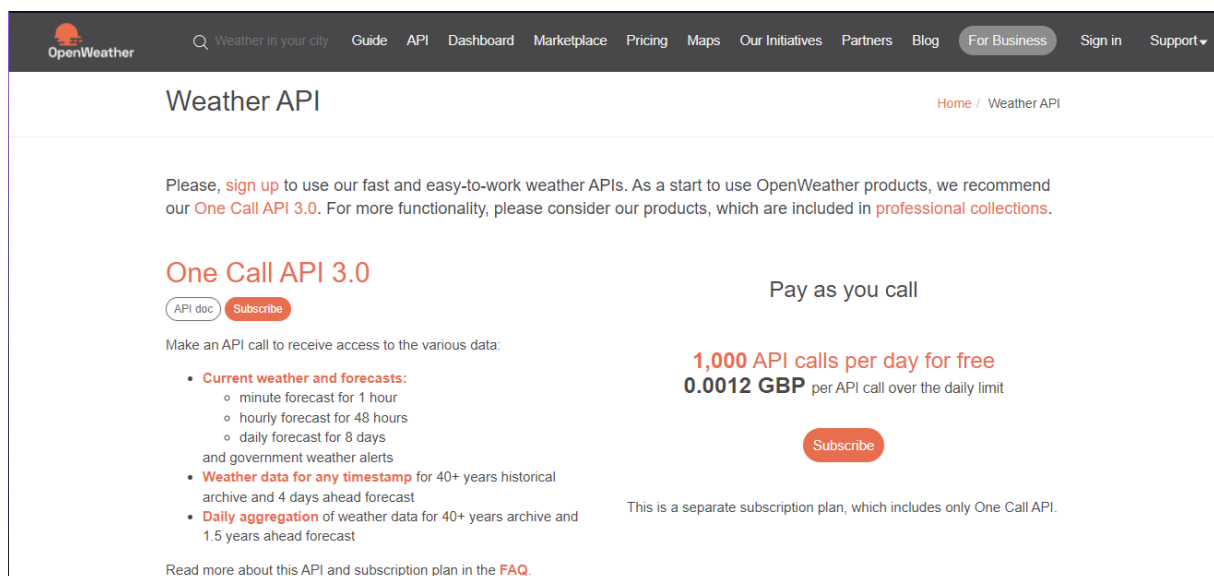 OpenWeather
Weather in your city Guide API Dashboard Marketplace Pricing Maps Our Initiatives Partners Blog For Business Sign in Support
Weather API
Home / Weather API
Please, sign up to use our fast and easy-to-work weather APIs. As a start to use OpenWeather products, we recommend
our One Call API 3.0. For more functionality, please consider our products, which are included in professional collections.
One Call API 3.0
API doc Subscribe
Make an API call to receive access to the various data:
Current weather and forecasts:
minute forecast for 1 hour
hourly forecast for 48 hours
daily forecast for 8 days
and government weather alerts
Weather data for any timestamp for 40+ years historical
archive and 4 days ahead forecast
Daily aggregation of weather data for 40+ years archive and
1.5 years ahead forecast
Read more about this API and subscription plan in the FAQ.
Pay as you call
1,000 API calls per day for free
0.0012 GBP per API call over the daily limit
Subscribe
This is a separate subscription plan, which includes only One Call API.